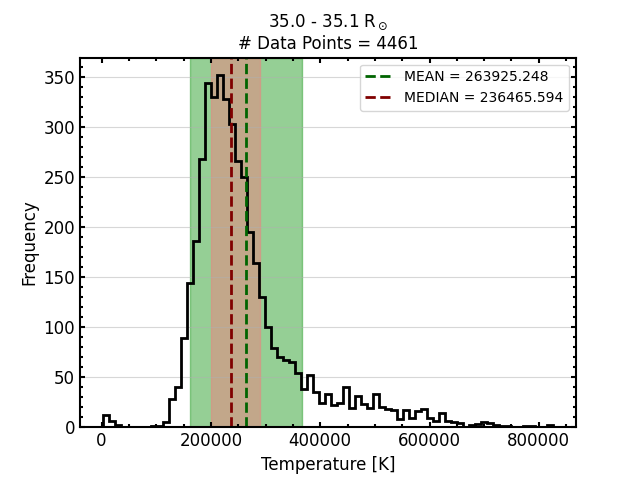 35.0 - 35.1 R⊙
# Data Points = 4461
MEAN = 263925.248
MEDIAN = 236465.594
Frequency
350
300
250
200
150
100
50
0
0 200000 400000 600000 800000
Temperature [K]